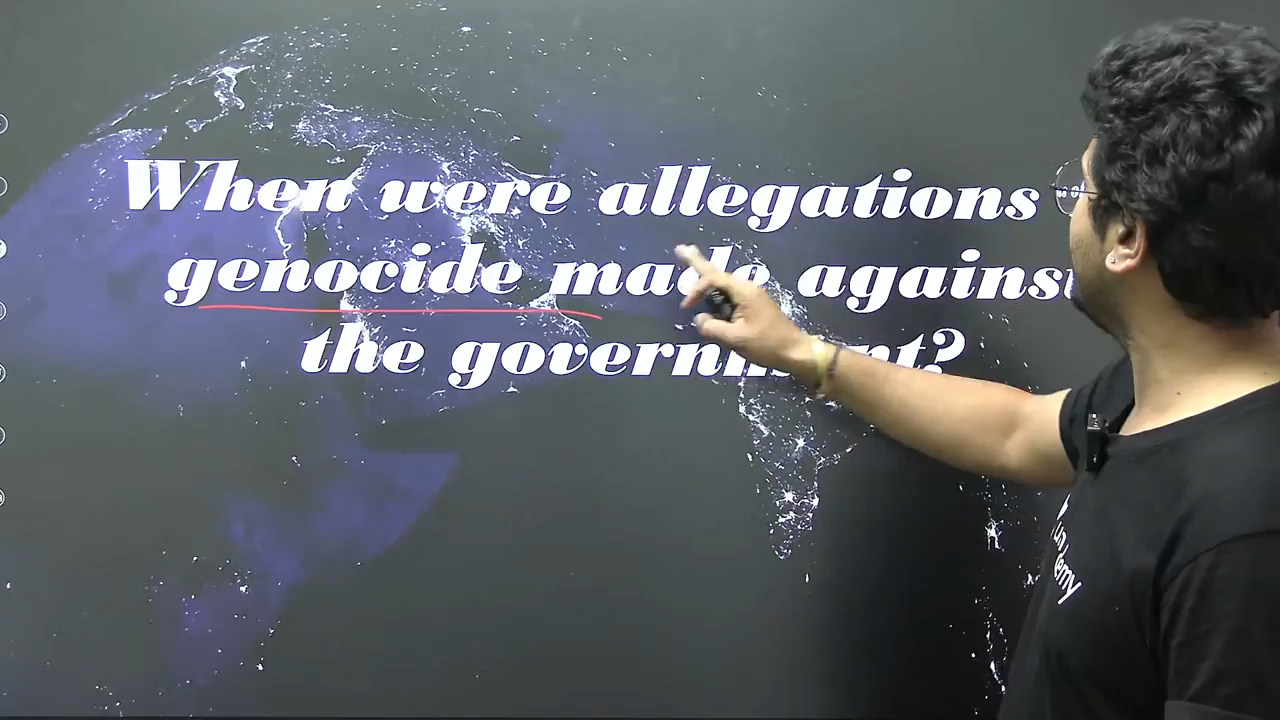 When were allegations
genocide made against
the government?